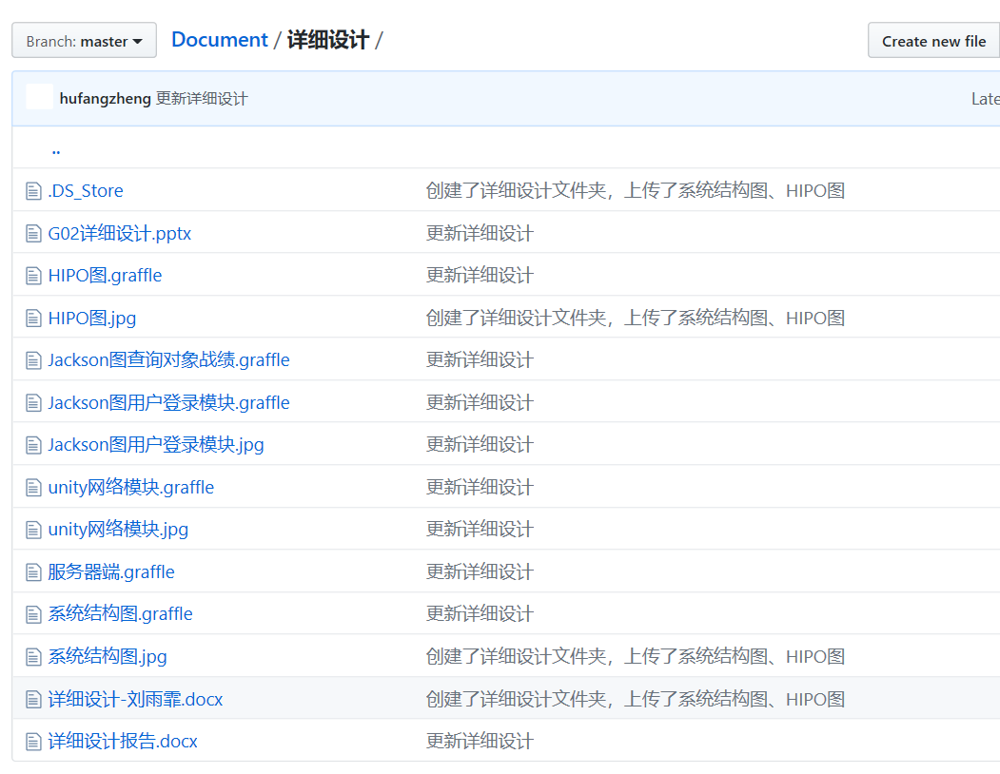 Branch: master Document / 详细设计 / Create new file
hufangzheng 更新详细设计 Late
..
.DS_Store 创建了详细设计文件夹，上传了系统结构图、HIPO图
G02详细设计.pptx 更新详细设计
HIPO图.graffle 更新详细设计
HIPO图.jpg 创建了详细设计文件夹，上传了系统结构图、HIPO图
Jackson图查询对象战绩.graffle 更新详细设计
Jackson图用户登录模块.graffle 更新详细设计
Jackson图用户登录模块.jpg 更新详细设计
unity网络模块.graffle 更新详细设计
unity网络模块.jpg 更新详细设计
服务器端.graffle 更新详细设计
系统结构图.graffle 更新详细设计
系统结构图.jpg 创建了详细设计文件夹，上传了系统结构图、HIPO图
详细设计-刘雨霏.docx 创建了详细设计文件夹，上传了系统结构图、HIPO图
详细设计报告.docx 更新详细设计